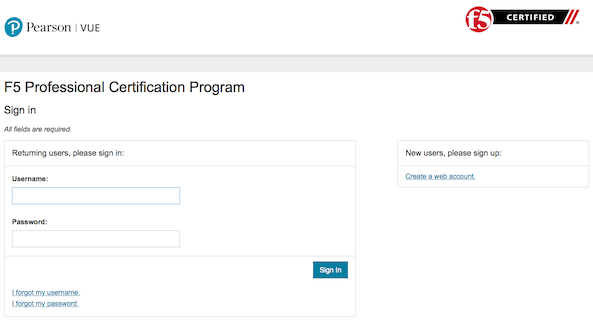 Pearson | VUE
f5 CERTIFIED
F5 Professional Certification Program
Sign in
All fields are required.
Returning users, please sign in:
Username:
Password:
Sign In
I forgot my username.
I forgot my password.
New users, please sign up:
Create a web account.